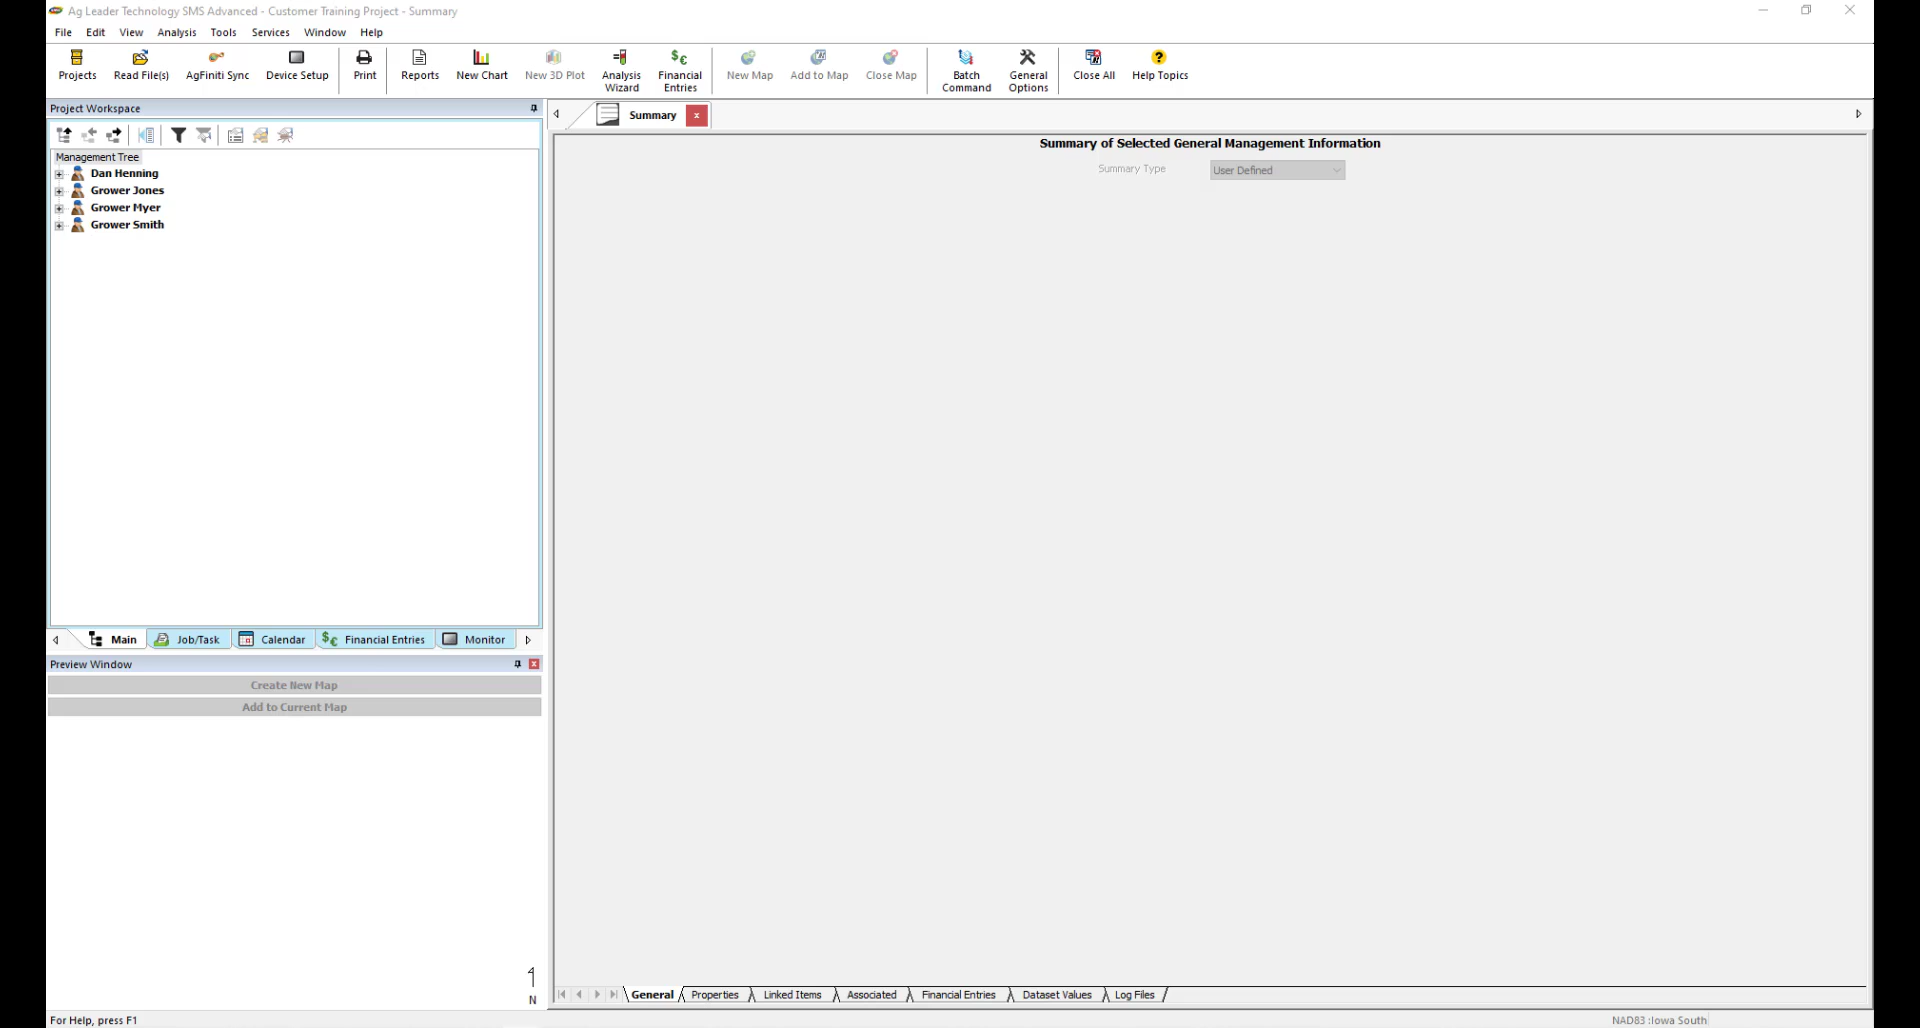 Ag Leader Technology SMS Advanced - Customer Training Project - Summary
File Edit View Analysis Tools Services Window Help
Projects Read File(s) AgFiniti Sync Device Setup Print Reports New Chart New 3D Plot Analysis Wizard Financial Entries New Map Add to Map Close Map Batch Command General Options Close All Help Topics
Project Workspace
Summary x
Management Tree
Dan Henning
Grower Jones
Grower Myer
Grower Smith
Summary of Selected General Management Information
Summary Type User Defined
Main Job/Task Calendar Financial Entries Monitor
Preview Window
Create New Map
Add to Current Map
N
General Properties Linked Items Associated Financial Entries Dataset Values Log Files
For Help, press F1
NAD83 :Iowa South